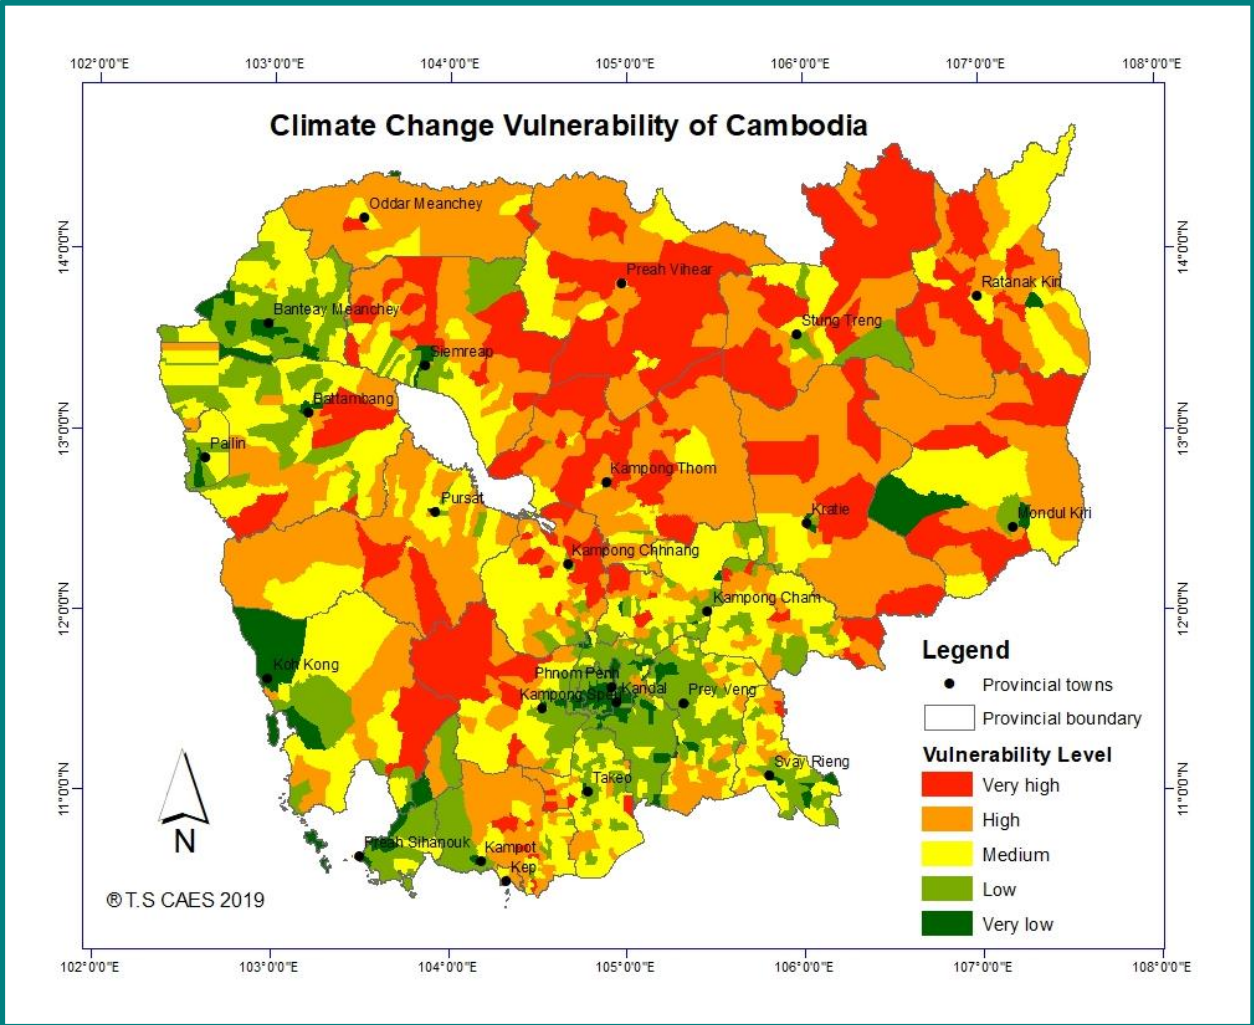 102°0'0"E 103°0'0"E 104°0'0"E 105°0'0"E 106°0'0"E 107°0'0"E 108°0'0"E
Climate Change Vulnerability of Cambodia
Oddar Meanchey
14°0'0"N
14°0'0"N
Preah Vihear
Ratanak Kiri
Banteay Meanchey
Stung Treng
Siemreap
Battambang
13°0'0"N
13°0'0"N
Pailin
Kampong Thom
Pursat
Kratie
Mondul Kiri
Kampong Chhnang
12°0'0"N
12°0'0"N
Kampong Cham
Koh Kong
Phnom Penh
Kandal
Prey Veng
Kampong Speu
Svay Rieng
Takeo
11°0'0"N
11°0'0"N
Preah Sihanouk
Kampot
Kep
Legend
Provincial towns
Provincial boundary
Vulnerability Level
Very high
High
Medium
Low
Very low
N
® T.S CAES 2019
102°0'0"E 103°0'0"E 104°0'0"E 105°0'0"E 106°0'0"E 107°0'0"E 108°0'0"E